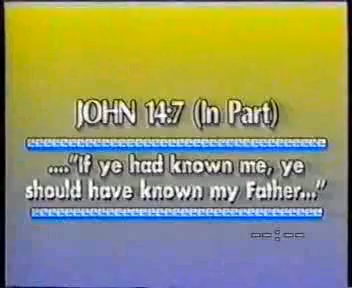 JOHN 14:7 (In Part)
...."If ye had known me, ye
should have known my Father..."
--:--